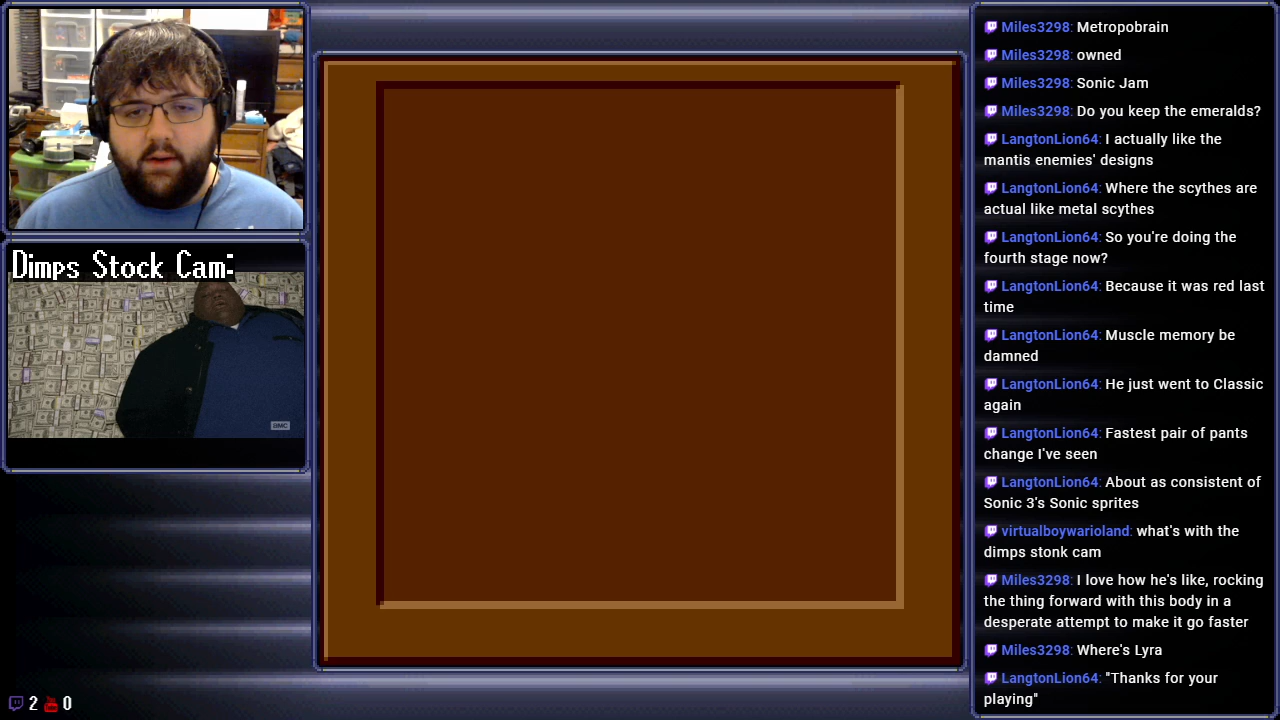 Dimps Stock Cam:
AMC
2 0
Miles3298: Metropobrain
Miles3298: owned
Miles3298: Sonic Jam
Miles3298: Do you keep the emeralds?
LangtonLion64: I actually like the
mantis enemies' designs
LangtonLion64: Where the scythes are
actual like metal scythes
LangtonLion64: So you're doing the
fourth stage now?
LangtonLion64: Because it was red last
time
LangtonLion64: Muscle memory be
damned
LangtonLion64: He just went to Classic
again
LangtonLion64: Fastest pair of pants
change I've seen
LangtonLion64: About as consistent of
Sonic 3's Sonic sprites
virtualboywarioland: what's with the
dimps stonk cam
Miles3298: I love how he's like, rocking
the thing forward with this body in a
desperate attempt to make it go faster
Miles3298: Where's Lyra
LangtonLion64: "Thanks for your
playing"